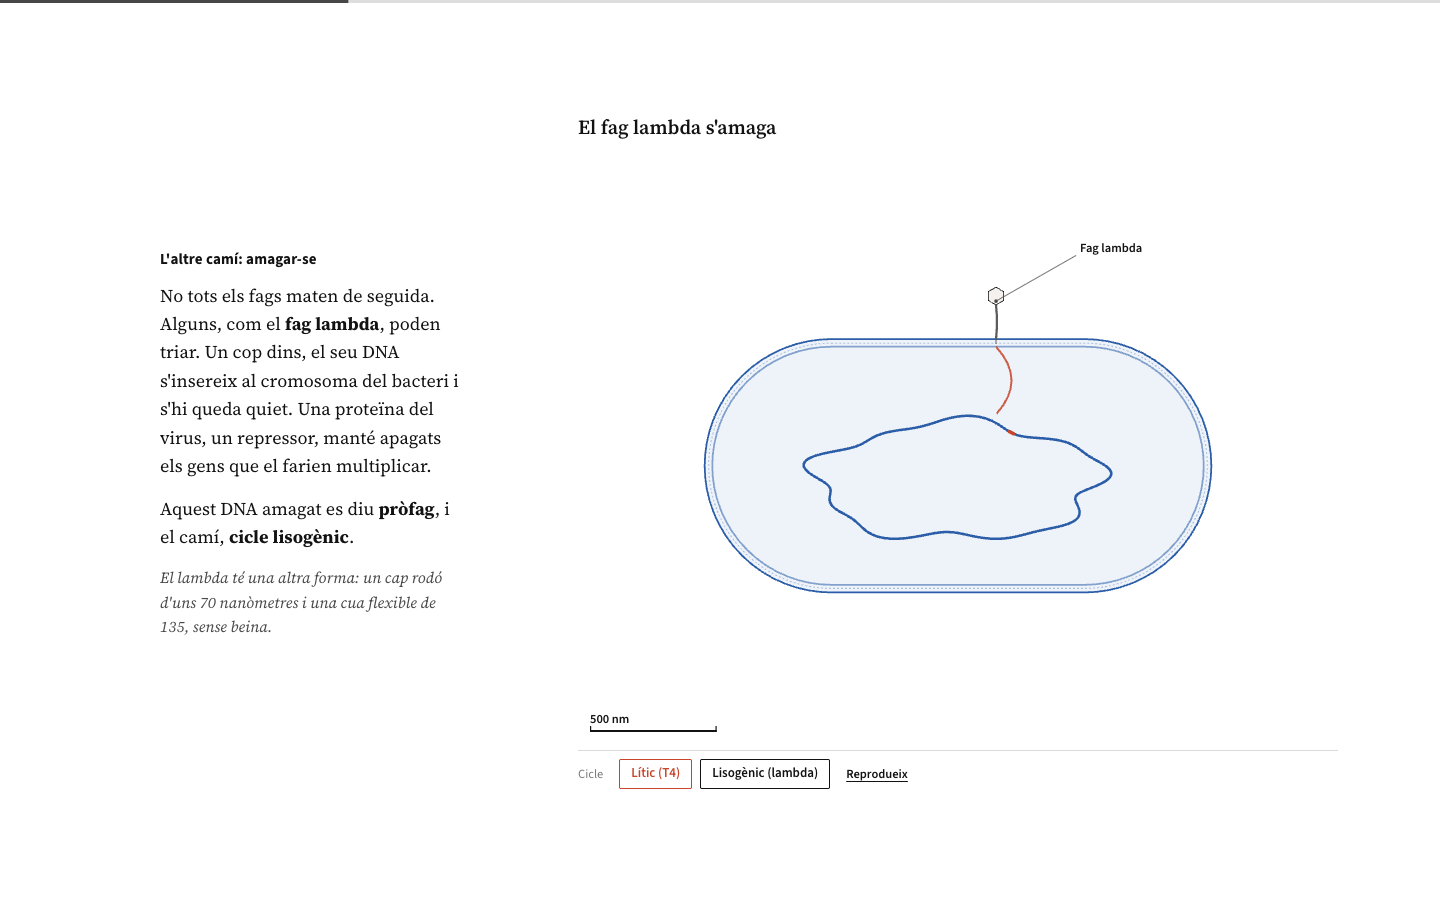 El fag lambda s'amaga
L'altre camí: amagar-se
No tots els fags maten de seguida.
Alguns, com el fag lambda, poden
triar. Un cop dins, el seu DNA
s'insereix al cromosoma del bacteri i
s'hi queda quiet. Una proteïna del
virus, un repressor, manté apagats
els gens que el farien multiplicar.
Aquest DNA amagat es diu pròfag, i
el camí, cicle lisogènic.
El lambda té una altra forma: un cap rodó
d'uns 70 nanòmetres i una cua flexible de
135, sense beina.
Fag lambda
500 nm
Cicle Lític (T4) Lisogènic (lambda) Reprodueix